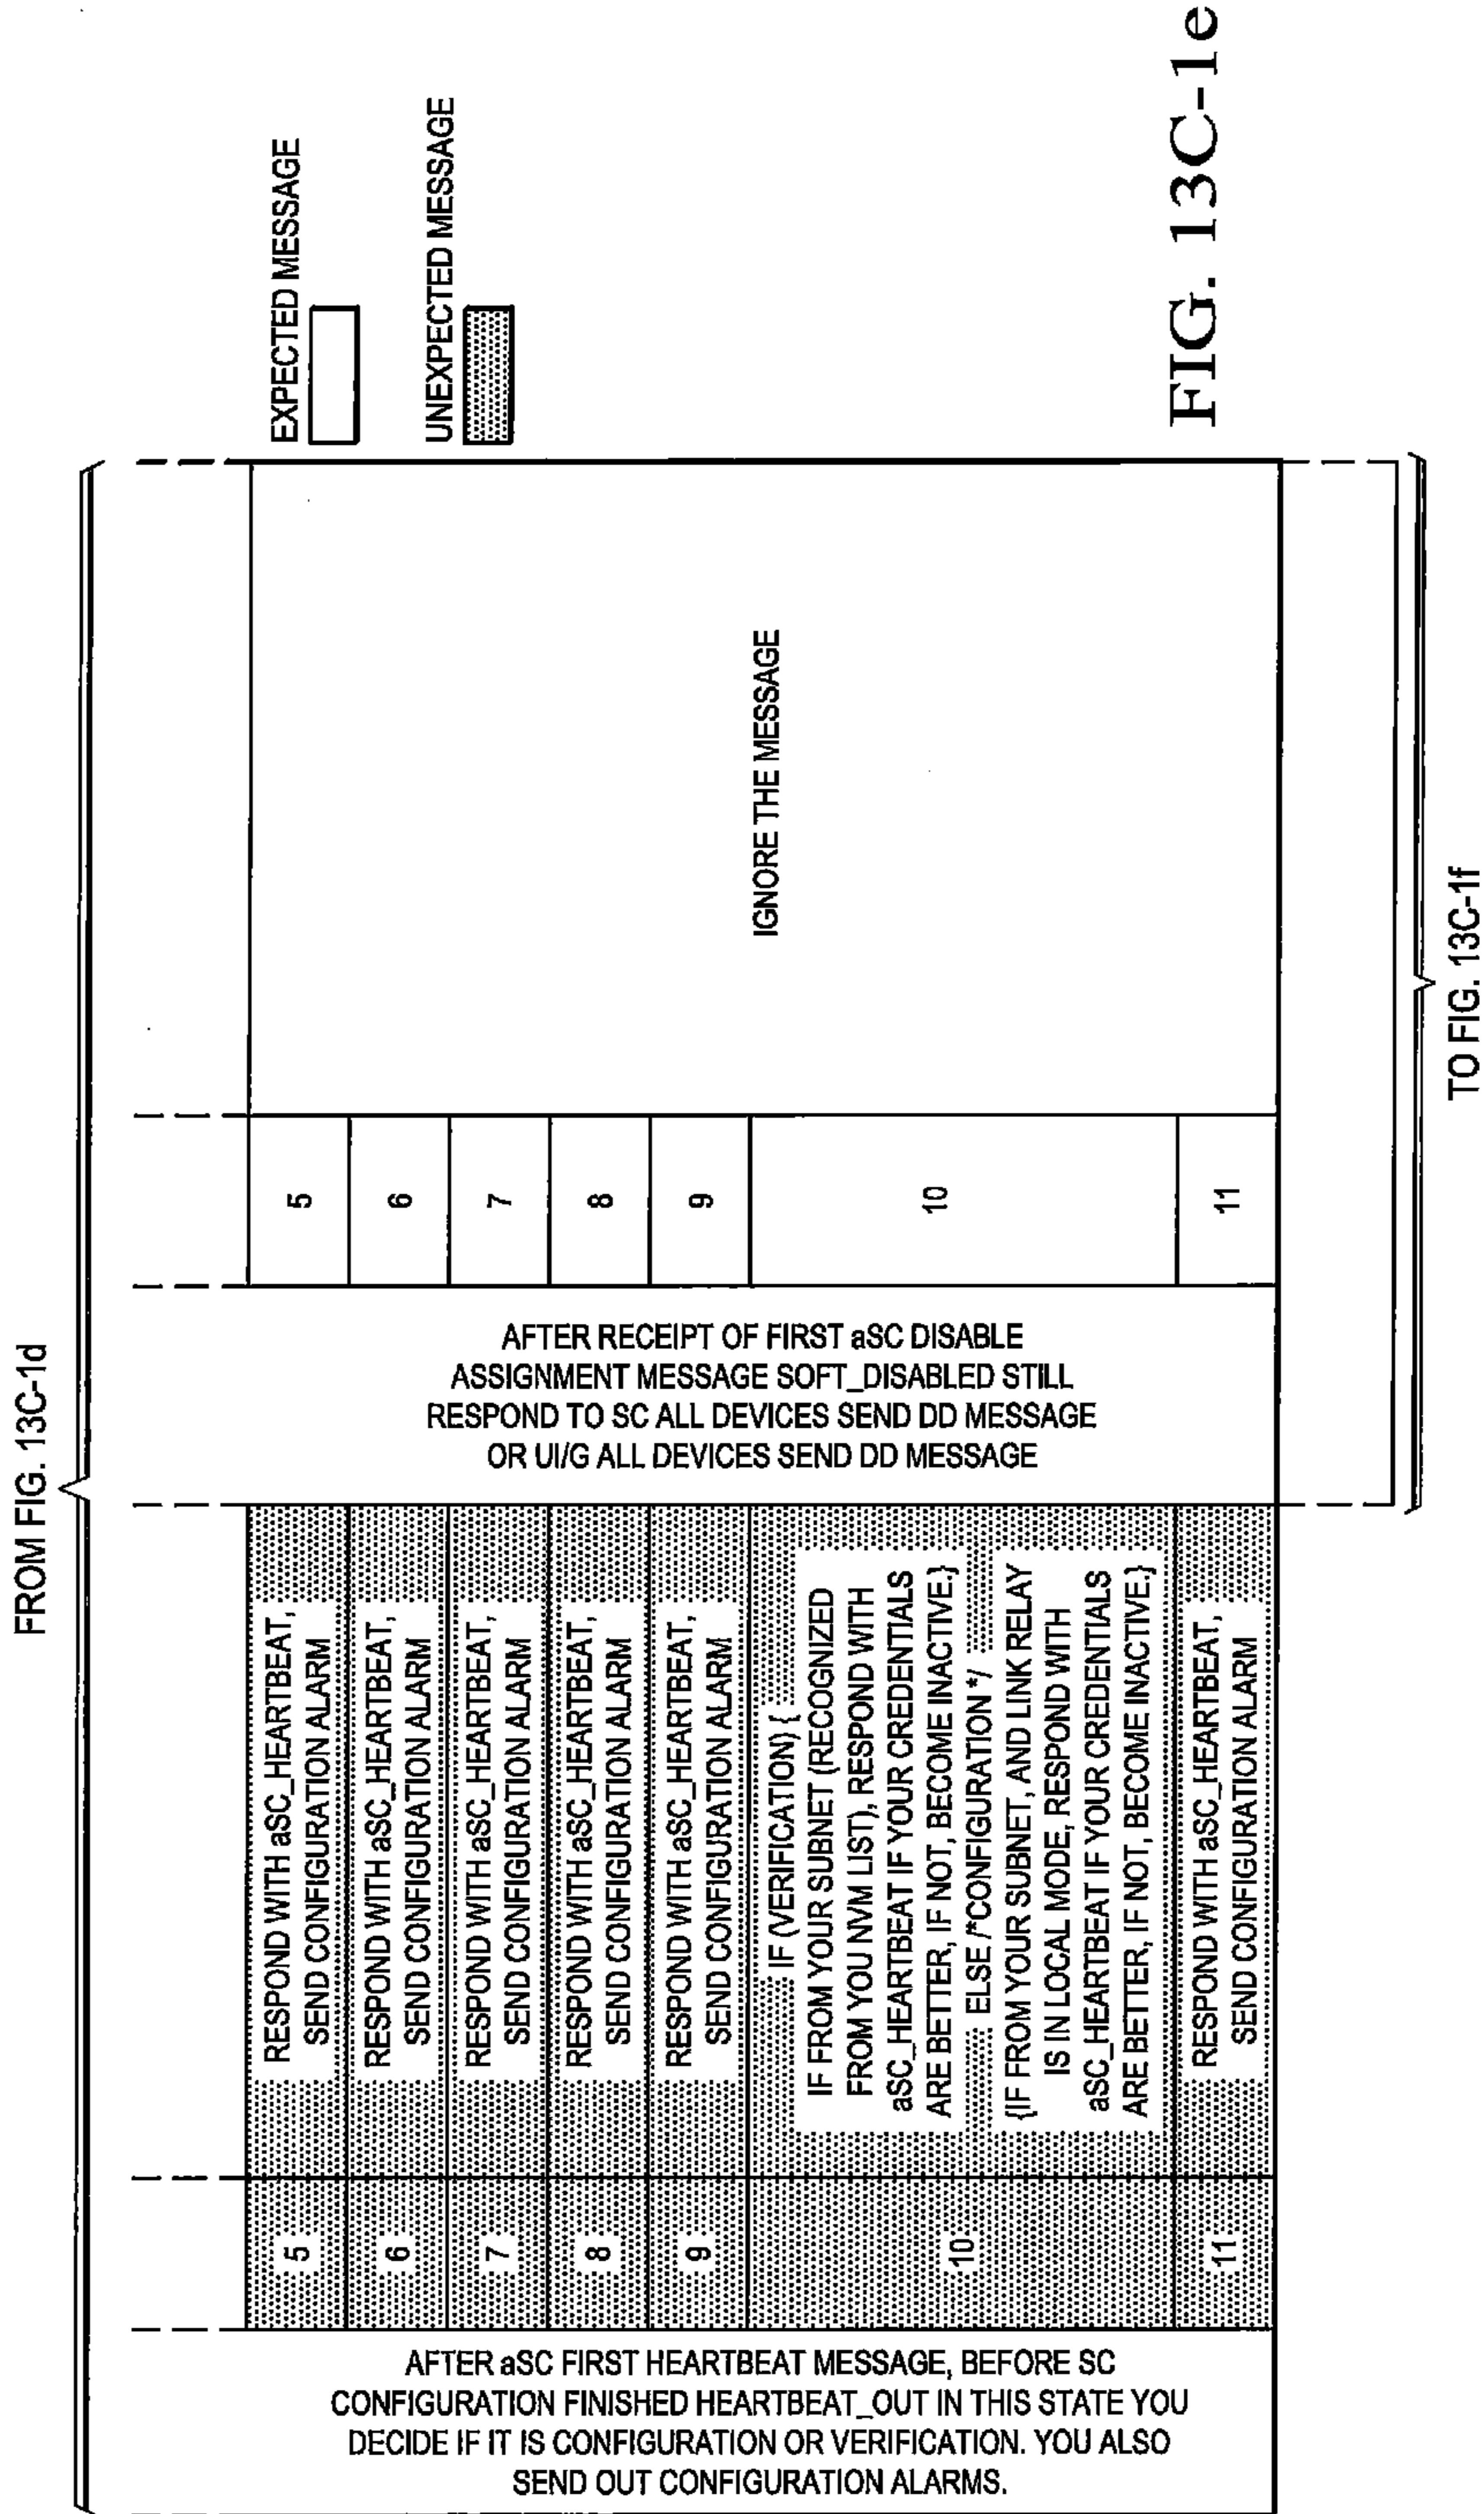 FROM FIG. 13C-1d
AFTER aSC FIRST HEARTBEAT MESSAGE, BEFORE SC
CONFIGURATION FINISHED HEARTBEAT_OUT IN THIS STATE YOU
DECIDE IF IT IS CONFIGURATION OR VERIFICATION. YOU ALSO
SEND OUT CONFIGURATION ALARMS.
5
RESPOND WITH aSC_HEARTBEAT,
SEND CONFIGURATION ALARM
6
RESPOND WITH aSC_HEARTBEAT,
SEND CONFIGURATION ALARM
7
RESPOND WITH aSC_HEARTBEAT,
SEND CONFIGURATION ALARM
8
RESPOND WITH aSC_HEARTBEAT,
SEND CONFIGURATION ALARM
9
RESPOND WITH aSC_HEARTBEAT,
SEND CONFIGURATION ALARM
10
IF (VERIFICATION) {
IF FROM YOUR SUBNET (RECOGNIZED
FROM YOU NVM LIST), RESPOND WITH
aSC_HEARTBEAT IF YOUR CREDENTIALS
ARE BETTER, IF NOT, BECOME INACTIVE.}
ELSE /*CONFIGURATION */
{IF FROM YOUR SUBNET, AND LINK RELAY
IS IN LOCAL MODE, RESPOND WITH
aSC_HEARTBEAT IF YOUR CREDENTIALS
ARE BETTER, IF NOT, BECOME INACTIVE.}
11
RESPOND WITH aSC_HEARTBEAT,
SEND CONFIGURATION ALARM
AFTER RECEIPT OF FIRST aSC DISABLE
ASSIGNMENT MESSAGE SOFT_DISABLED STILL
RESPOND TO SC ALL DEVICES SEND DD MESSAGE
OR UI/G ALL DEVICES SEND DD MESSAGE
5
6
7
8
9
10
11
IGNORE THE MESSAGE
EXPECTED MESSAGE
UNEXPECTED MESSAGE
FIG. 13C-1e
TO FIG. 13C-1f